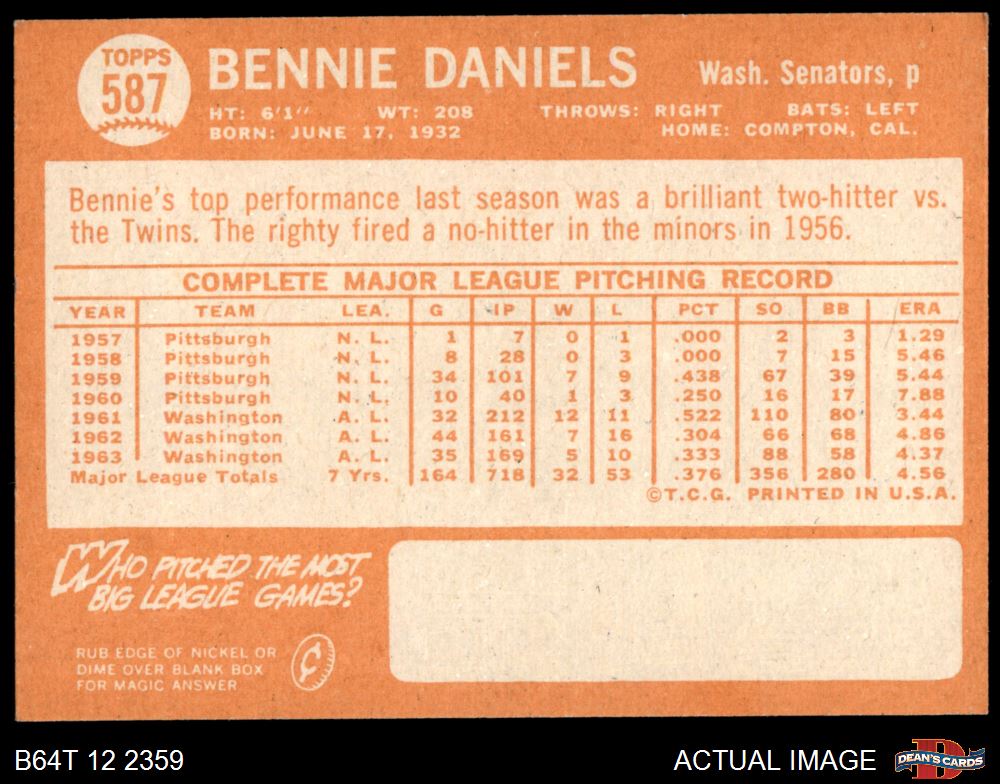 TOPPS
587
BENNIE DANIELS
Wash. Senators, p
HT: 6'1" WT: 208 THROWS: RIGHT BATS: LEFT
BORN: JUNE 17, 1932 HOME: COMPTON, CAL.
Bennie's top performance last season was a brilliant two-hitter vs.
the Twins. The righty fired a no-hitter in the minors in 1956.
COMPLETE MAJOR LEAGUE PITCHING RECORD
YEAR TEAM LEA. G IP W L PCT SO BB ERA
1957 Pittsburgh N. L. 1 7 0 1 .000 2 3 1.29
1958 Pittsburgh N. L. 8 28 0 3 .000 7 15 5.46
1959 Pittsburgh N. L. 34 101 7 9 .438 67 39 5.44
1960 Pittsburgh N. L. 10 40 1 3 .250 16 17 7.88
1961 Washington A. L. 32 212 12 11 .522 110 80 3.44
1962 Washington A. L. 44 161 7 16 .304 66 68 4.86
1963 Washington A. L. 35 169 5 10 .333 88 58 4.37
Major League Totals 7 Yrs. 164 718 32 53 .376 356 280 4.56
©T.C.G. PRINTED IN U.S.A.
WHO PITCHED THE MOST
BIG LEAGUE GAMES?
RUB EDGE OF NICKEL OR
DIME OVER BLANK BOX
FOR MAGIC ANSWER
¢
B64T 12 2359
ACTUAL IMAGE
D
DEAN'S CARDS